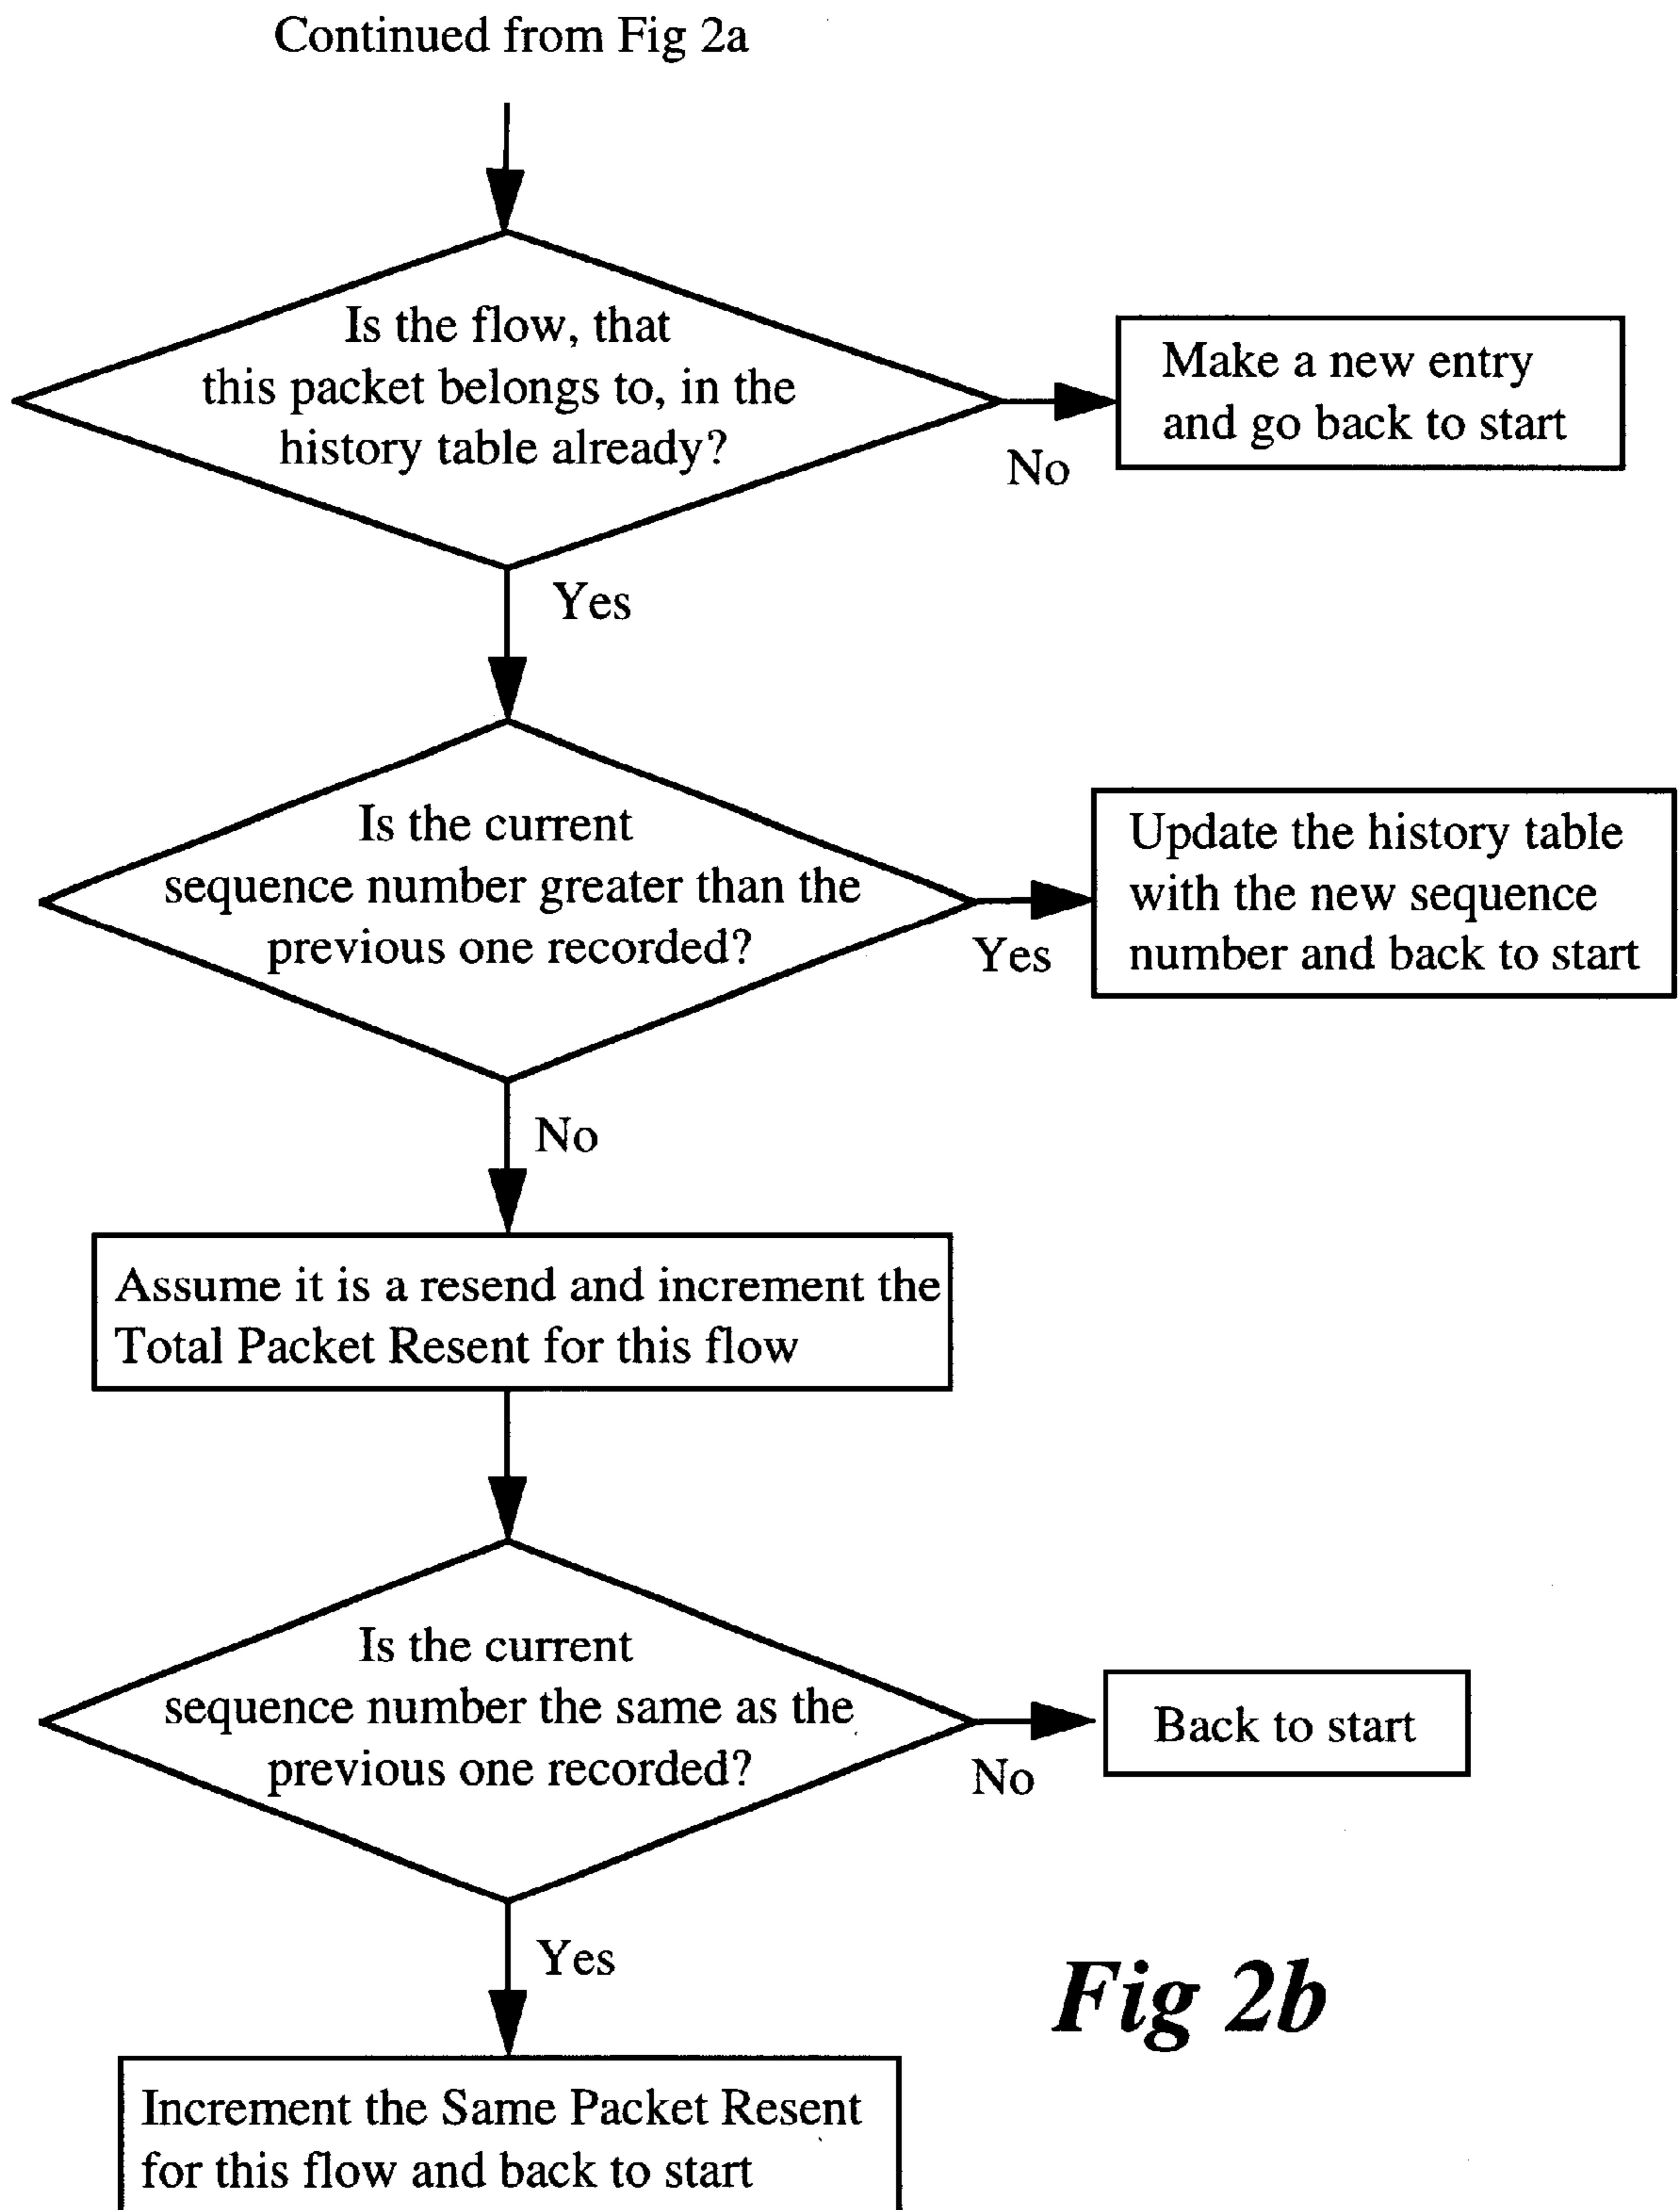 Continued from Fig 2a
Is the flow, that
this packet belongs to, in the
history table already?
No
Make a new entry
and go back to start
Yes
Is the current
sequence number greater than the
previous one recorded?
Yes
Update the history table
with the new sequence
number and back to start
No
Assume it is a resend and increment the
Total Packet Resent for this flow
Is the current
sequence number the same as the
previous one recorded?
No
Back to start
Yes
Increment the Same Packet Resent
for this flow and back to start
Fig 2b